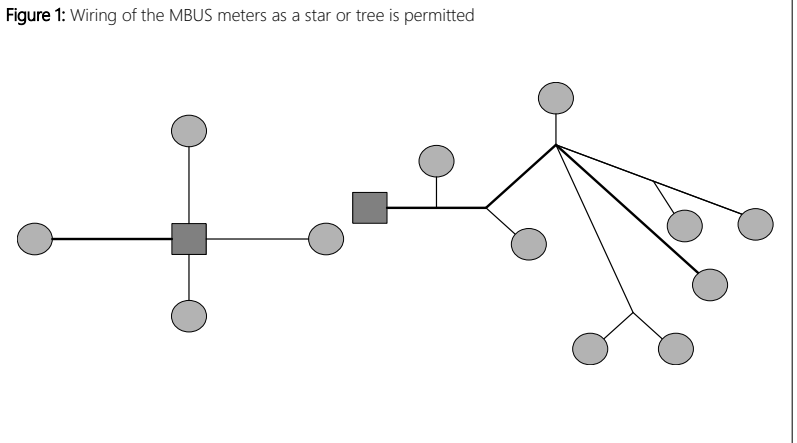 Figure 1: Wiring of the MBUS meters as a star or tree is permitted